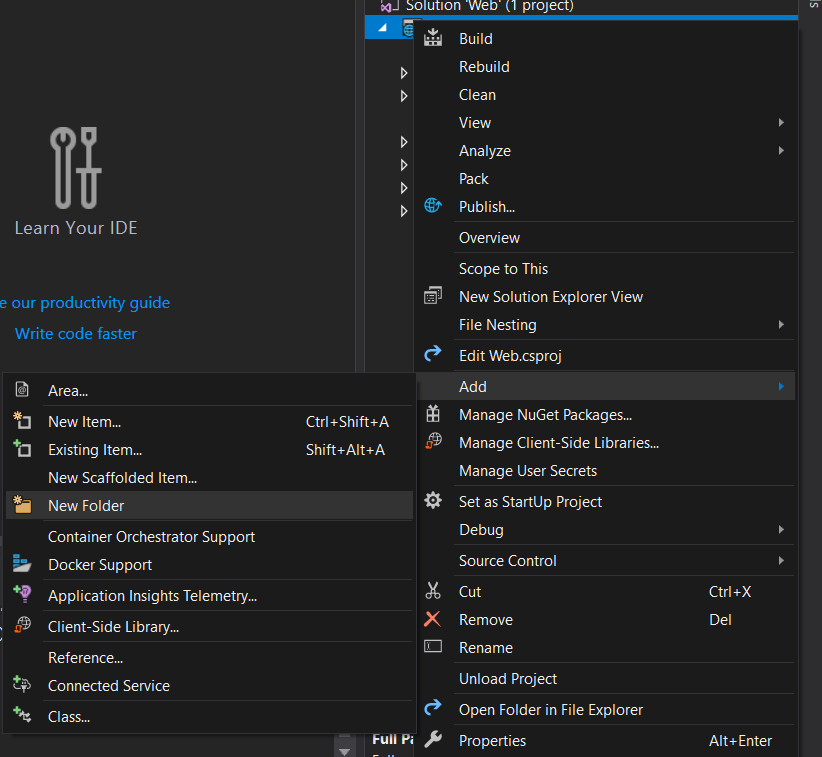 Solution 'Web' (1 project)
Build
Rebuild
Clean
View
Analyze
Pack
Publish...
Overview
Scope to This
New Solution Explorer View
File Nesting
Edit Web.csproj
Add
Manage NuGet Packages...
Manage Client-Side Libraries...
Manage User Secrets
Set as StartUp Project
Debug
Source Control
Cut Ctrl+X
Remove Del
Rename
Unload Project
Open Folder in File Explorer
Properties Alt+Enter
Learn Your IDE
our productivity guide
Write code faster
Area...
New Item... Ctrl+Shift+A
Existing Item... Shift+Alt+A
New Scaffolded Item...
New Folder
Container Orchestrator Support
Docker Support
Application Insights Telemetry...
Client-Side Library...
Reference...
Connected Service
Class...
Full